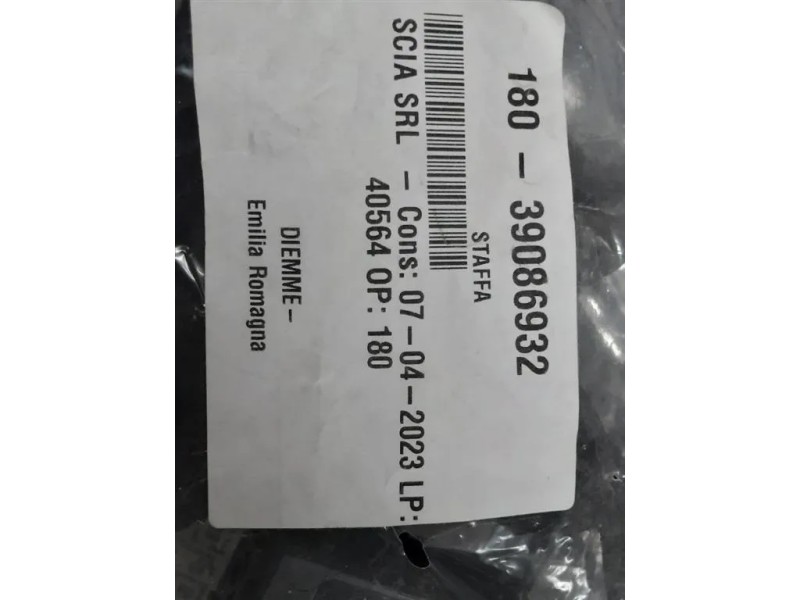 180 - 39086932
STAFFA
SCIA SRL - Cons: 07-04-2023 LP:
40564 OP: 180
DIEMME-
Emilia Romagna